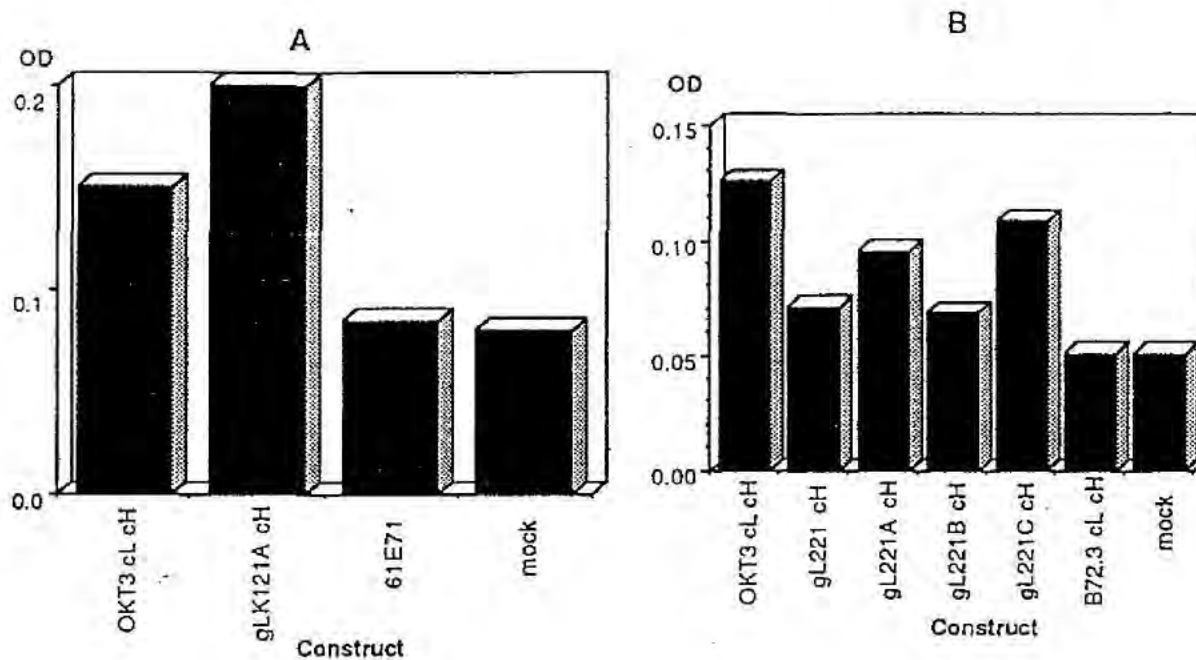 A
OD
0.2
0.1
0.0
OKT3 cL cH
gLK121A cH
61E71
mock
Construct
B
OD
0.15
0.10
0.05
0.00
OKT3 cL cH
gL221 cH
gL221A cH
gL221B cH
gL221C cH
B72.3 cL cH
mock
Construct